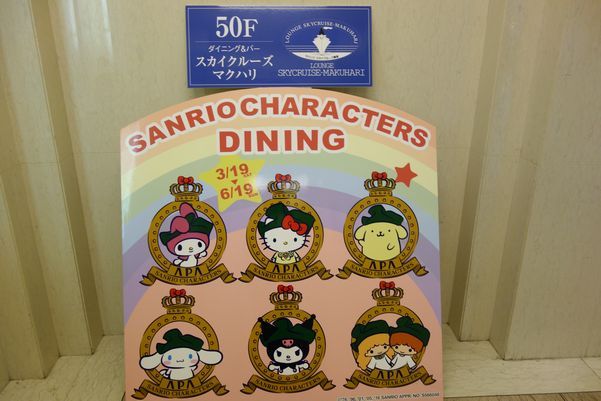 50F
ダイニング&バー
スカイクルーズ
マクハリ
LOUNGE SKYCRUISE-MAKUHARI
LOUNGE
SKYCRUISE-MAKUHARI
SANRIO CHARACTERS
DINING
3/19
6/19
APA
SANRIO CHARACTERS
APA
SANRIO CHARACTERS
APA
SANRIO CHARACTERS
APA
SANRIO CHARACTERS
APA
SANRIO CHARACTERS
APA
SANRIO CHARACTERS